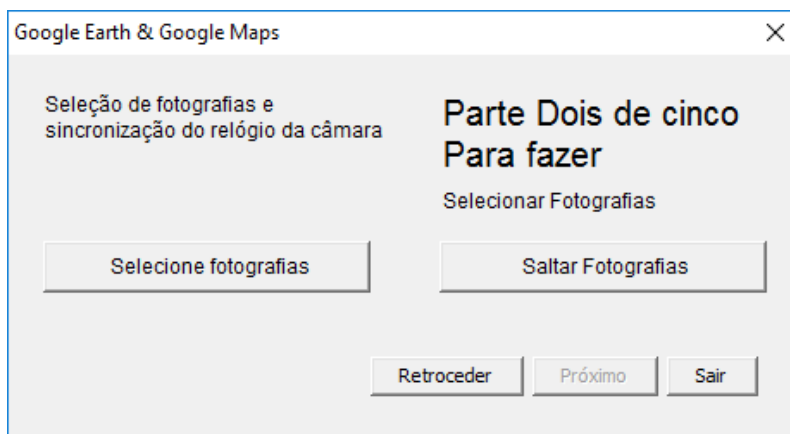 Google Earth & Google Maps
Seleção de fotografias e
sincronização do relógio da câmara
Parte Dois de cinco
Para fazer
Selecionar Fotografias
Selecione fotografias
Saltar Fotografias
Retroceder
Próximo
Sair